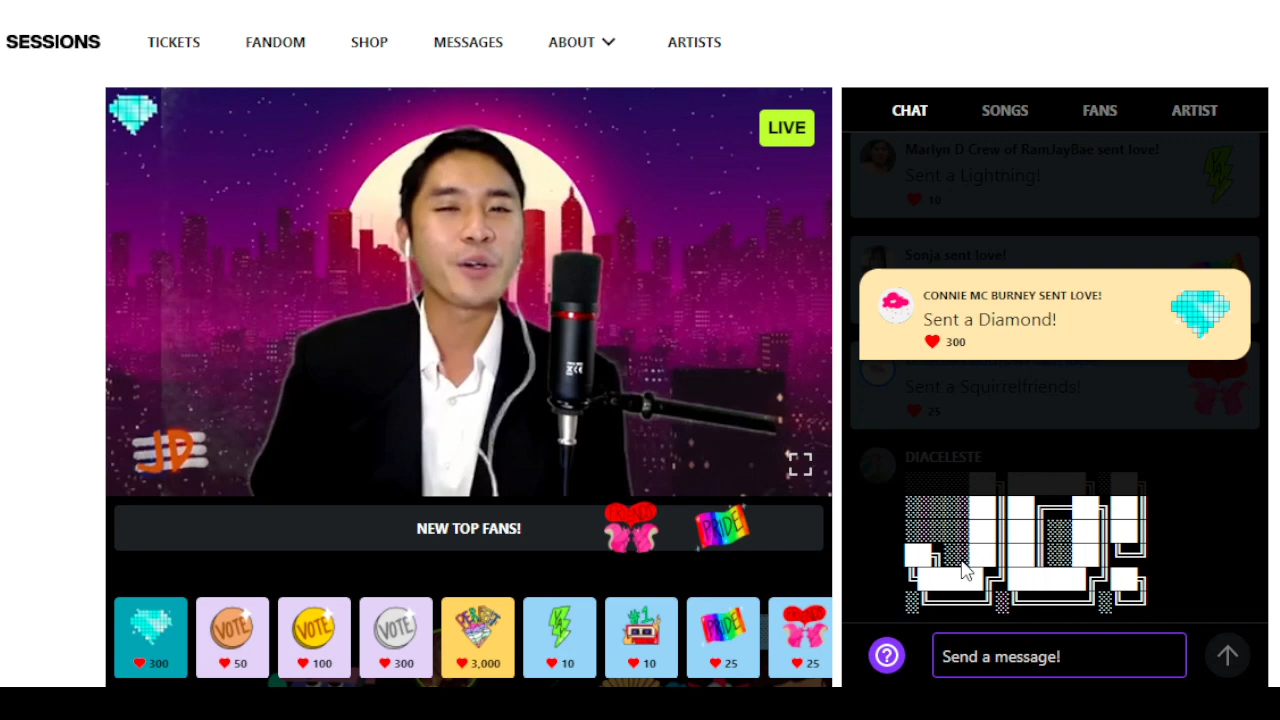 SESSIONS TICKETS FANDOM SHOP MESSAGES ABOUT ARTISTS
LIVE
JD
NEW TOP FANS!
PRIDE
300
VOTE
50
VOTE
100
VOTE
300
PERFECT
3,000
10
#1
10
PRIDE
25
25
CHAT SONGS FANS ARTIST
Marlyn D Crew of RamJayBae sent love!
Sent a Lightning!
10
Sonja sent love!
CONNIE MC BURNEY SENT LOVE!
Sent a Diamond!
300
Sent a Squirrelfriends!
25
DIACELESTE
JD!
Send a message!